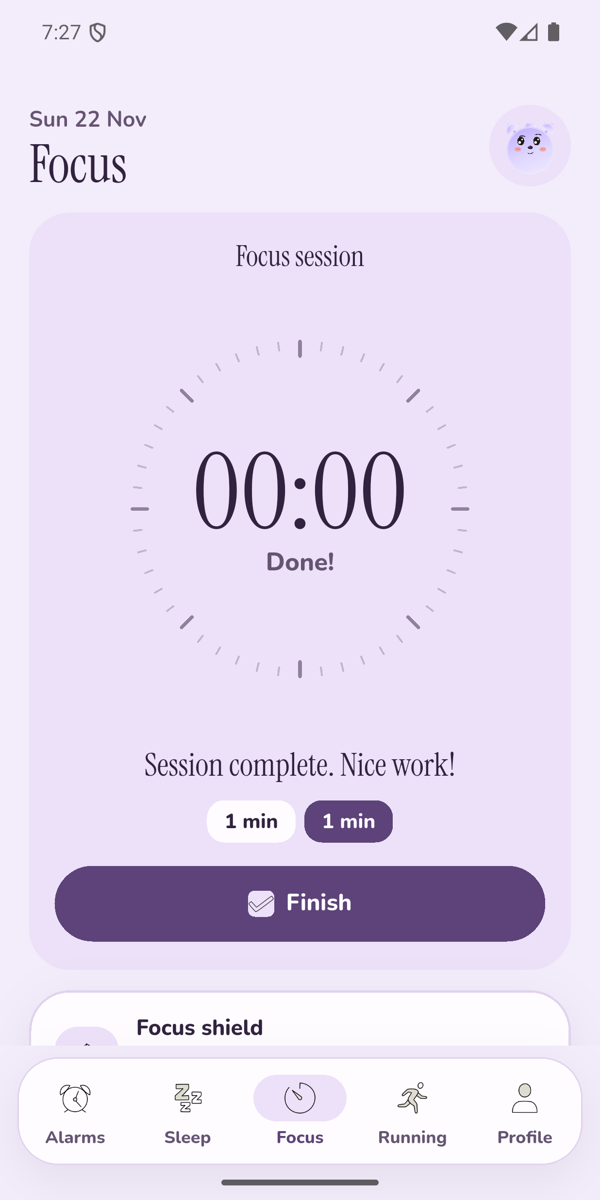 7:27
Sun 22 Nov
Focus
Focus session
00:00
Done!
Session complete. Nice work!
1 min 1 min
Finish
Focus shield
Alarms Sleep Focus Running Profile